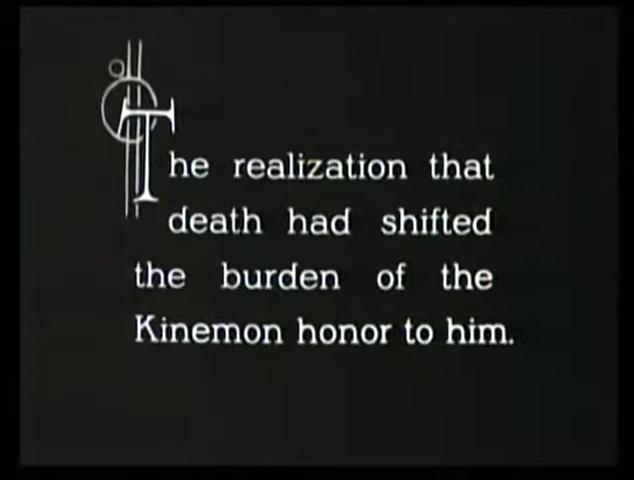 The realization that
death had shifted
the burden of the
Kinemon honor to him.